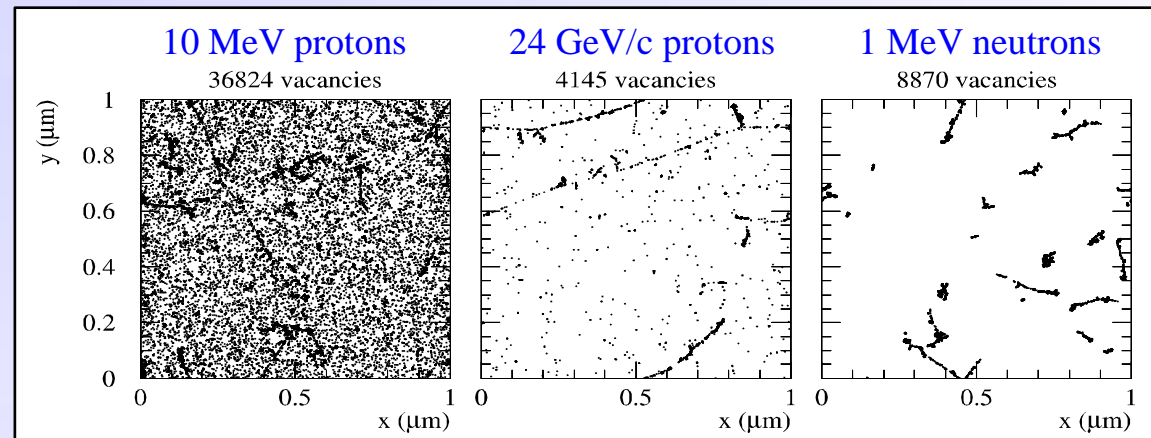 10 MeV protons 24 GeV/c protons 1 MeV neutrons
36824 vacancies 4145 vacancies 8870 vacancies
y (μm)
1
0.8
0.6
0.4
0.2
0
0 0.5 1 0 0.5 1 0 0.5 1
x (μm) x (μm) x (μm)